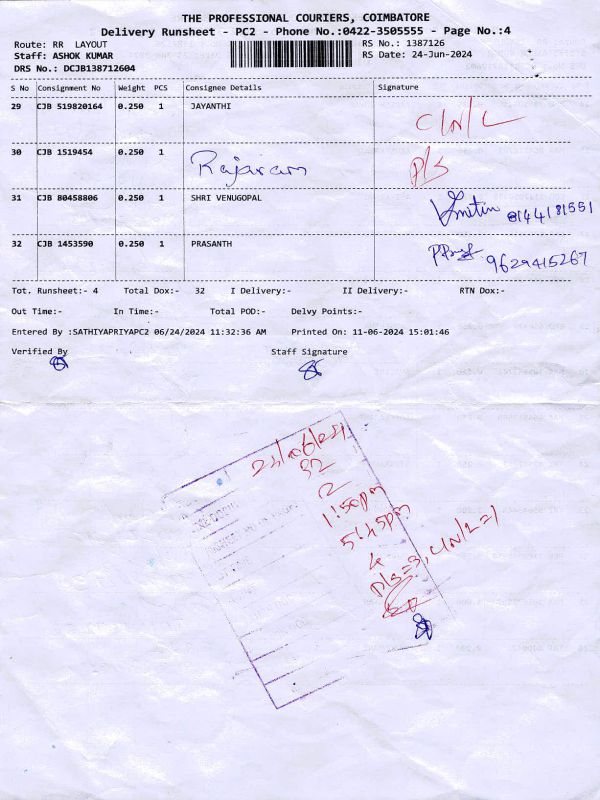 THE PROFESSIONAL COURIERS, COIMBATORE
Delivery Runsheet - PC2 - Phone No.:0422-3505555 - Page No.:4
Route: RR LAYOUT RS No.: 1387126
Staff: ASHOK KUMAR RS Date: 24-Jun-2024
DRS No.: DCJB138712604
S No Consignment No Weight PCS Consignee Details Signature
29 CJB 519820164 0.250 1 JAYANTHI C/N/L
30 CJB 1519454 0.250 1 Rajaram P/S
31 CJB 80458806 0.250 1 SHRI VENUGOPAL 8144181551
32 CJB 1453590 0.250 1 PRASANTH 9629415267
Tot. Runsheet:- 4 Total Dox:- 32 I Delivery:- II Delivery:- RTN Dox:-
Out Time:- In Time:- Total POD:- Delvy Points:-
Entered By :SATHIYAPRIYAPC2 06/24/2024 11:32:36 AM Printed On: 11-06-2024 15:01:46
Verified By Staff Signature
32
2
1:50pm
5:45pm
4
P/S=3, C/N/L=1